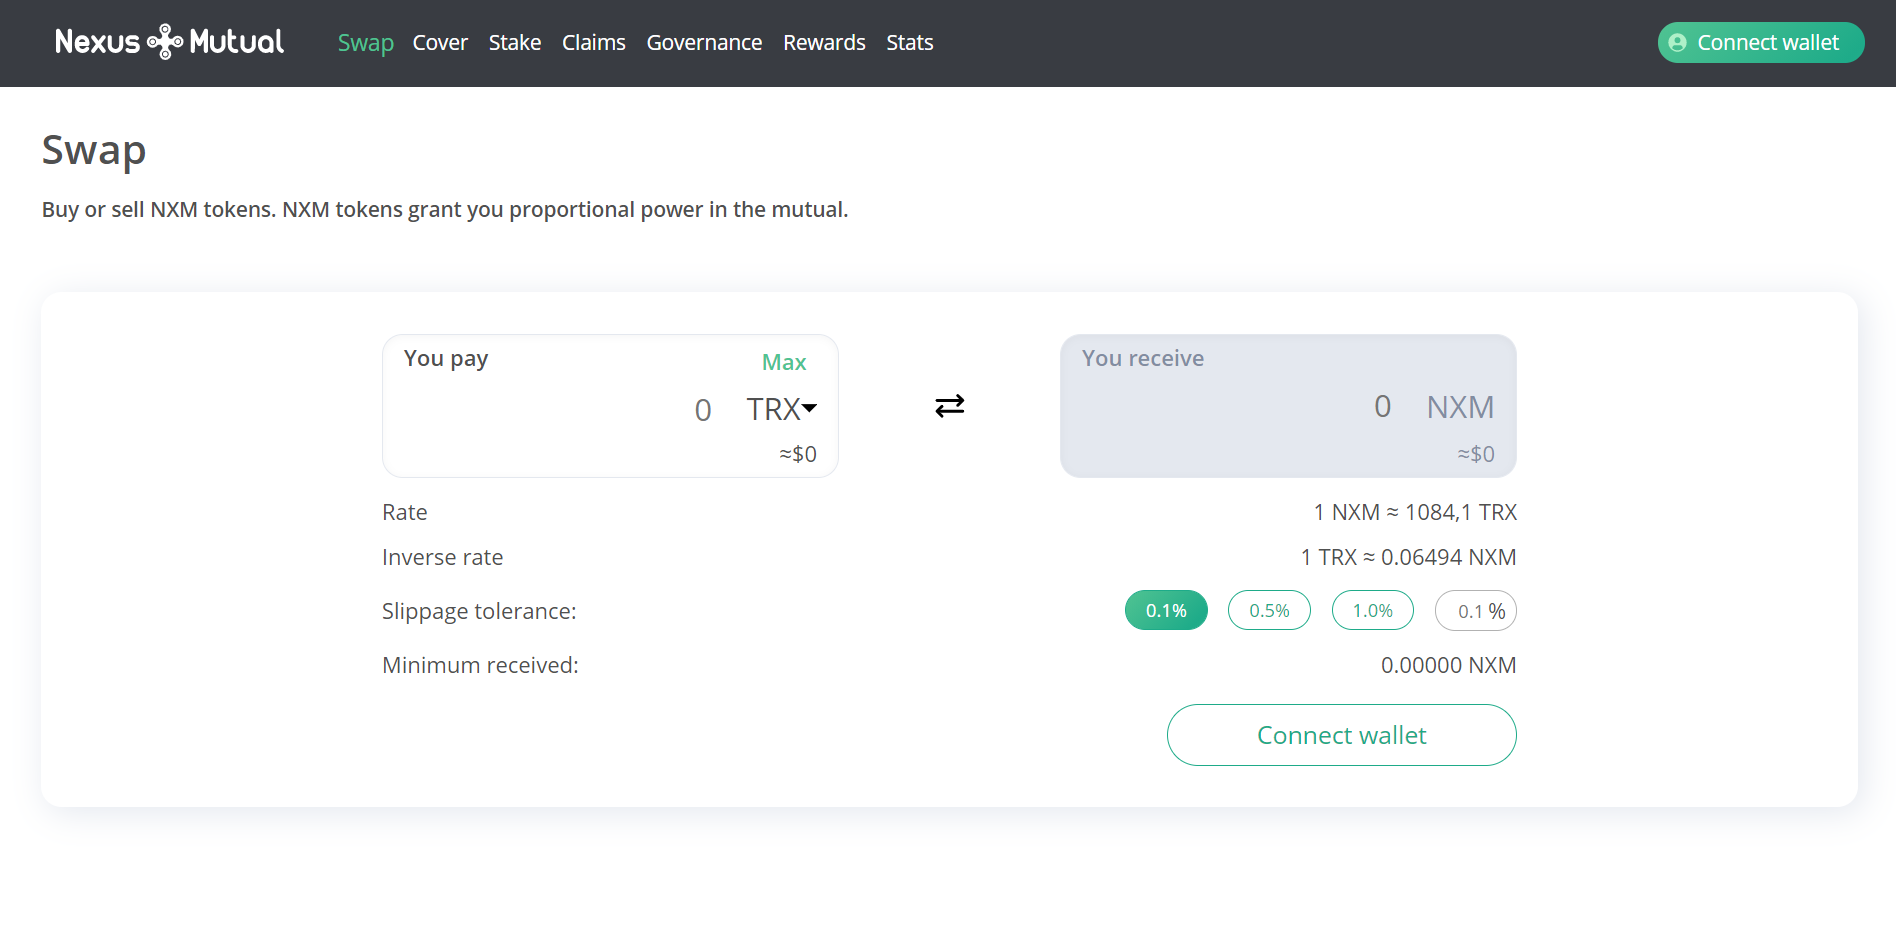 Nexus Mutual Swap Cover Stake Claims Governance Rewards Stats Connect wallet
Swap
Buy or sell NXM tokens. NXM tokens grant you proportional power in the mutual.
You pay Max
0 TRX
≈$0
You receive
0 NXM
≈$0
Rate 1 NXM ≈ 1084,1 TRX
Inverse rate 1 TRX ≈ 0.06494 NXM
Slippage tolerance: 0.1% 0.5% 1.0% 0.1 %
Minimum received: 0.00000 NXM
Connect wallet